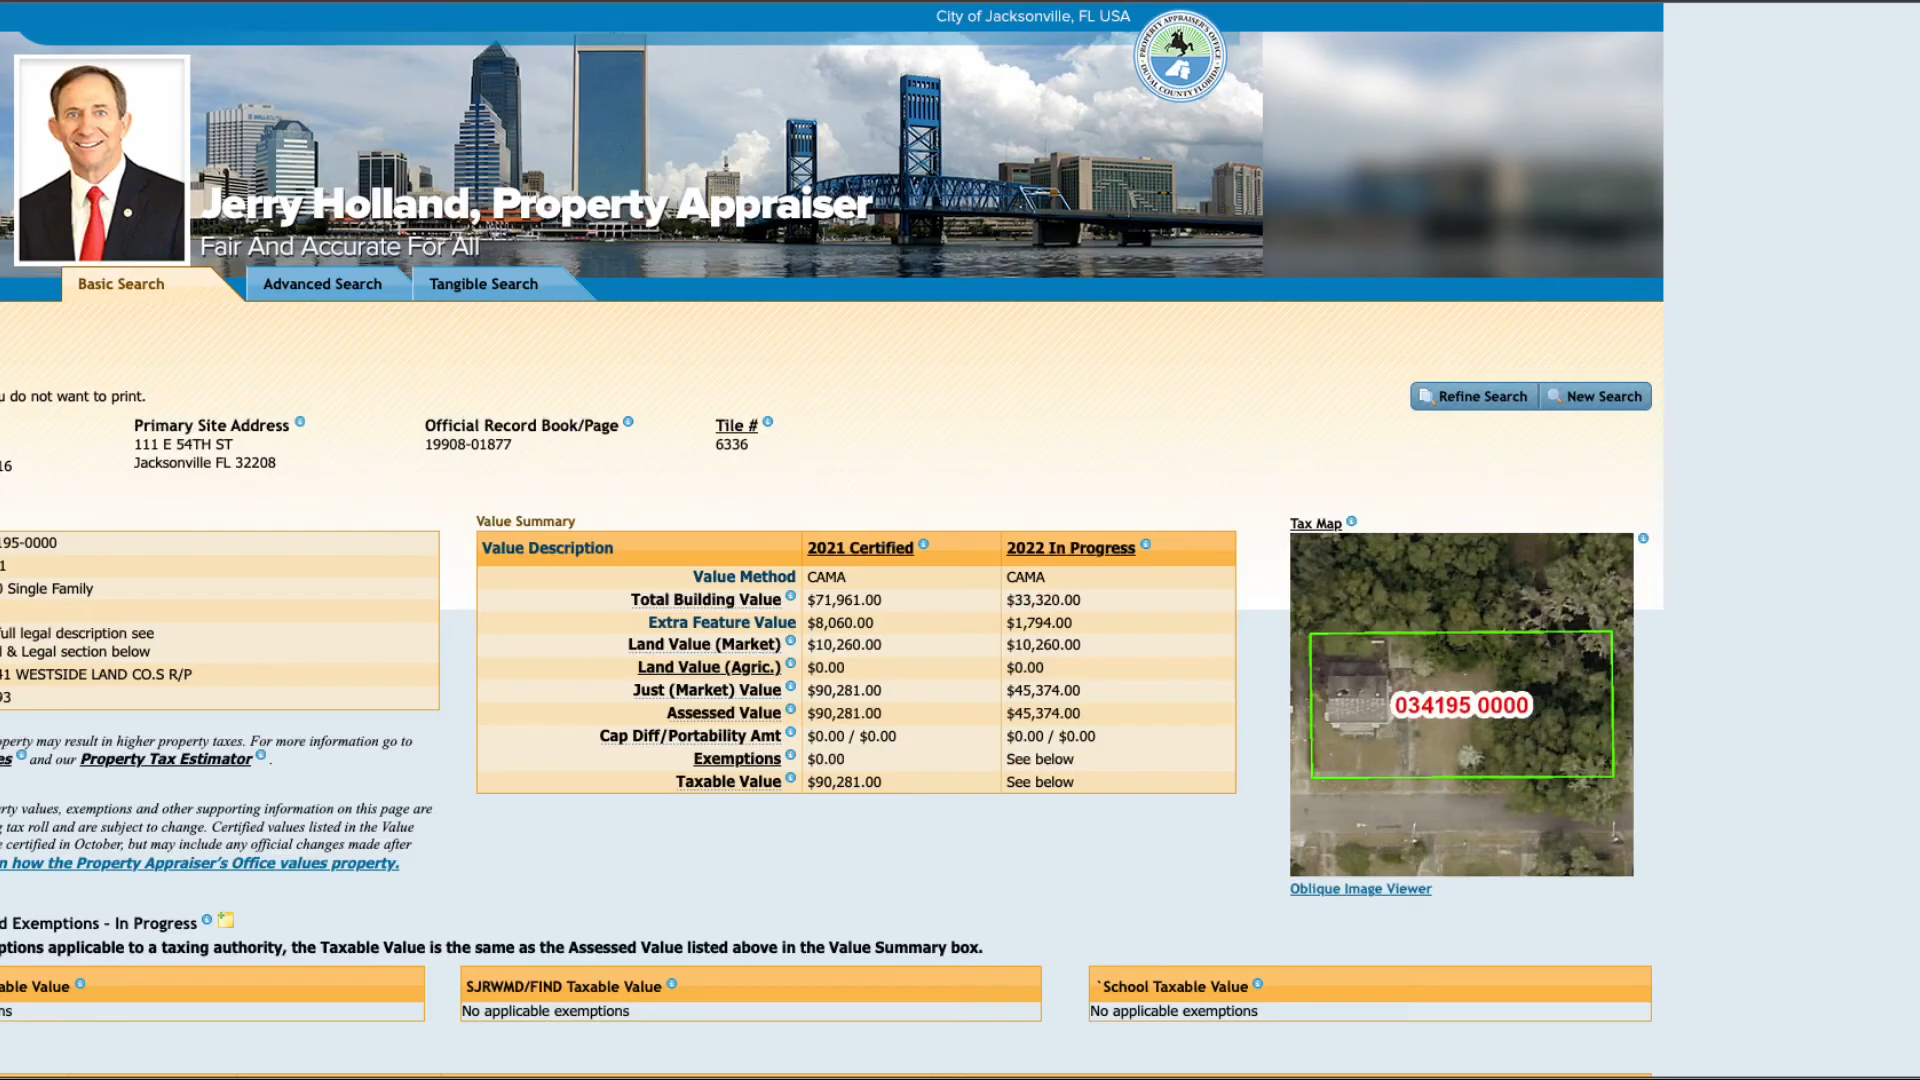 City of Jacksonville, FL USA
PROPERTY APPRAISER'S OFFICE
DUVAL COUNTY FLORIDA
Jerry Holland, Property Appraiser
Fair And Accurate For All
Basic Search
Advanced Search
Tangible Search
u do not want to print.
Refine Search
New Search
Primary Site Address
111 E 54TH ST
Jacksonville FL 32208
Official Record Book/Page
19908-01877
Tile #
6336
16
195-0000
1
0 Single Family
full legal description see
l & Legal section below
41 WESTSIDE LAND CO.S R/P
93
operty may result in higher property taxes. For more information go to
es and our Property Tax Estimator .
rty values, exemptions and other supporting information on this page are
g tax roll and are subject to change. Certified values listed in the Value
e certified in October, but may include any official changes made after
n how the Property Appraiser's Office values property.
Value Summary
Value Description 2021 Certified 2022 In Progress
Value Method CAMA CAMA
Total Building Value $71,961.00 $33,320.00
Extra Feature Value $8,060.00 $1,794.00
Land Value (Market) $10,260.00 $10,260.00
Land Value (Agric.) $0.00 $0.00
Just (Market) Value $90,281.00 $45,374.00
Assessed Value $90,281.00 $45,374.00
Cap Diff/Portability Amt $0.00 / $0.00 $0.00 / $0.00
Exemptions $0.00 See below
Taxable Value $90,281.00 See below
Tax Map
034195 0000
Oblique Image Viewer
d Exemptions - In Progress
ptions applicable to a taxing authority, the Taxable Value is the same as the Assessed Value listed above in the Value Summary box.
able Value
ns
SJRWMD/FIND Taxable Value
No applicable exemptions
`School Taxable Value
No applicable exemptions